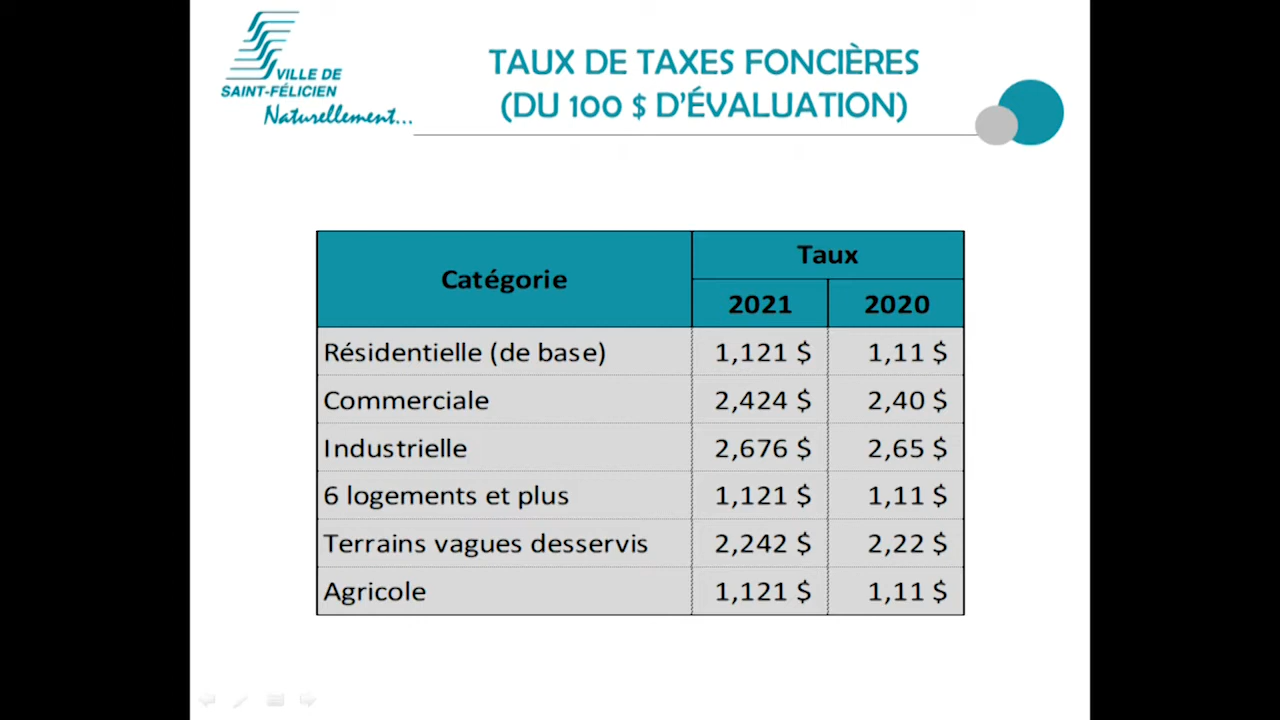 VILLE DE
SAINT-FÉLICIEN
Naturellement...
TAUX DE TAXES FONCIÈRES
(DU 100 $ D'ÉVALUATION)
Catégorie
Taux
2021 2020
Résidentielle (de base) 1,121 $ 1,11 $
Commerciale 2,424 $ 2,40 $
Industrielle 2,676 $ 2,65 $
6 logements et plus 1,121 $ 1,11 $
Terrains vagues desservis 2,242 $ 2,22 $
Agricole 1,121 $ 1,11 $